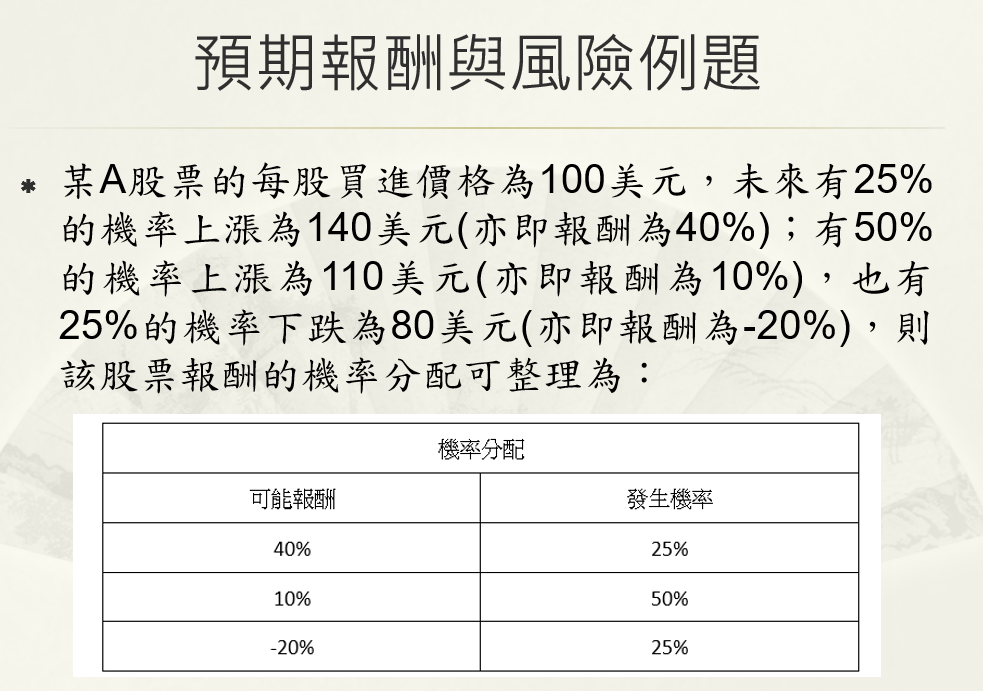 預期報酬與風險例題
* 某A股票的每股買進價格為100美元，未來有25%
的機率上漲為140美元(亦即報酬為40%)；有50%
的機率上漲為110美元(亦即報酬為10%)，也有
25%的機率下跌為80美元(亦即報酬為-20%)，則
該股票報酬的機率分配可整理為：
機率分配
可能報酬 發生機率
40% 25%
10% 50%
-20% 25%